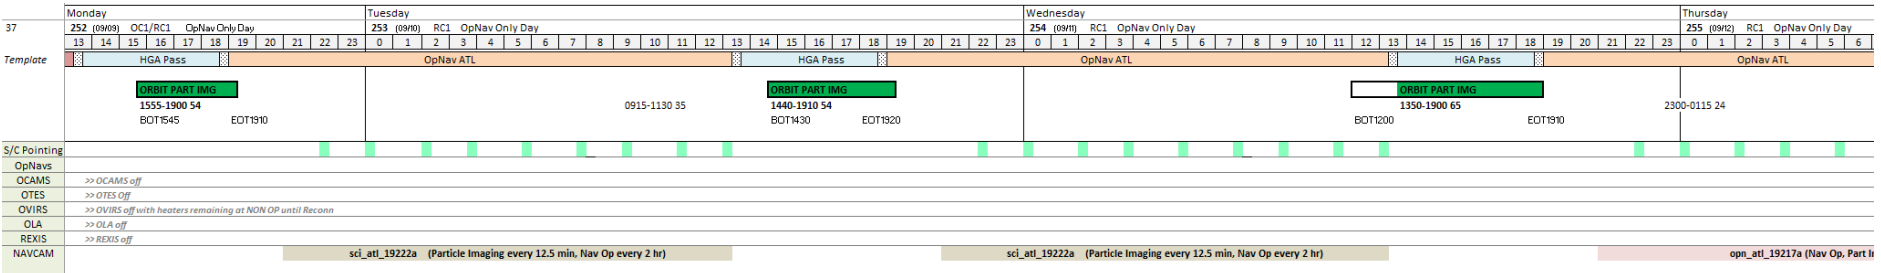 Monday Tuesday Wednesday Thursday
37 252 (09/09) OC1/RC1 OpNav Only Day 253 (09/10) RC1 OpNav Only Day 254 (09/11) RC1 OpNav Only Day 255 (09/12) RC1 OpNav Only Day
13 14 15 16 17 18 19 20 21 22 23 0 1 2 3 4 5 6 7 8 9 10 11 12 13 14 15 16 17 18 19 20 21 22 23 0 1 2 3 4 5 6 7 8 9 10 11 12 13 14 15 16 17 18 19 20 21 22 23 0 1 2 3 4 5 6
Template HGA Pass OpNav ATL HGA Pass OpNav ATL HGA Pass OpNav ATL
ORBIT PART IMG ORBIT PART IMG ORBIT PART IMG
1555-1900 54 0915-1130 35 1440-1910 54 1350-1900 65 2300-0115 24
BOT1545 EOT1910 BOT1430 EOT1920 BOT1200 EOT1910
S/C Pointing
OpNavs
OCAMS >> OCAMS off
OTES >> OTES Off
OVIRS >> OVIRS off with heaters remaining at NON OP until Reconn
OLA >> OLA off
REXIS >> REXIS off
NAVCAM sci_atl_19222a (Particle Imaging every 12.5 min, Nav Op every 2 hr) sci_atl_19222a (Particle Imaging every 12.5 min, Nav Op every 2 hr) opn_atl_19217a (Nav Op, Part